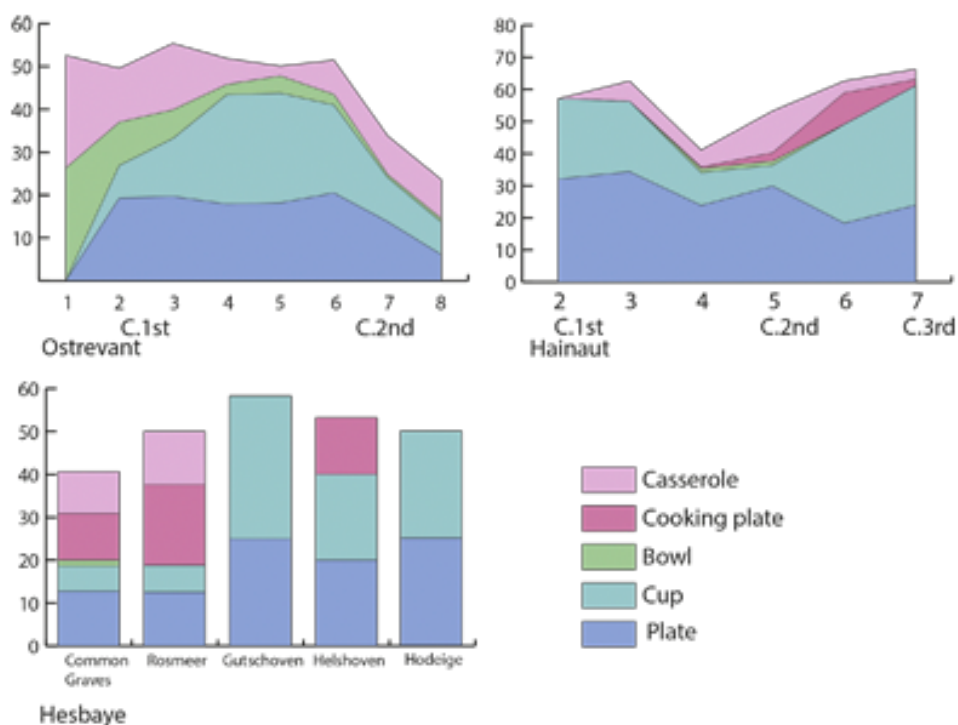 60
50
40
30
20
10
1 2 3 4 5 6 7 8
C.1st C.2nd
Ostrevant
80
70
60
50
40
30
20
10
0
2 3 4 5 6 7
C.1st C.2nd C.3rd
Hainaut
60
50
40
30
20
10
0
Common Graves
Rosmeer
Gutschoven
Helshoven
Hodeige
Hesbaye
Casserole
Cooking plate
Bowl
Cup
Plate